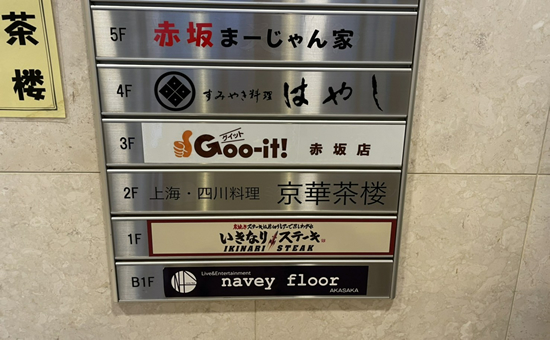 茶
楼
5F 赤坂 まーじゃん家
4F すみやき料理 はやし
3F グイット Goo-it! 赤坂店
2F 上海・四川料理 京華茶楼
1F いきなりステーキ
IKINARI STEAK
B1F Live&Entertainment
navey floor
AKASAKA